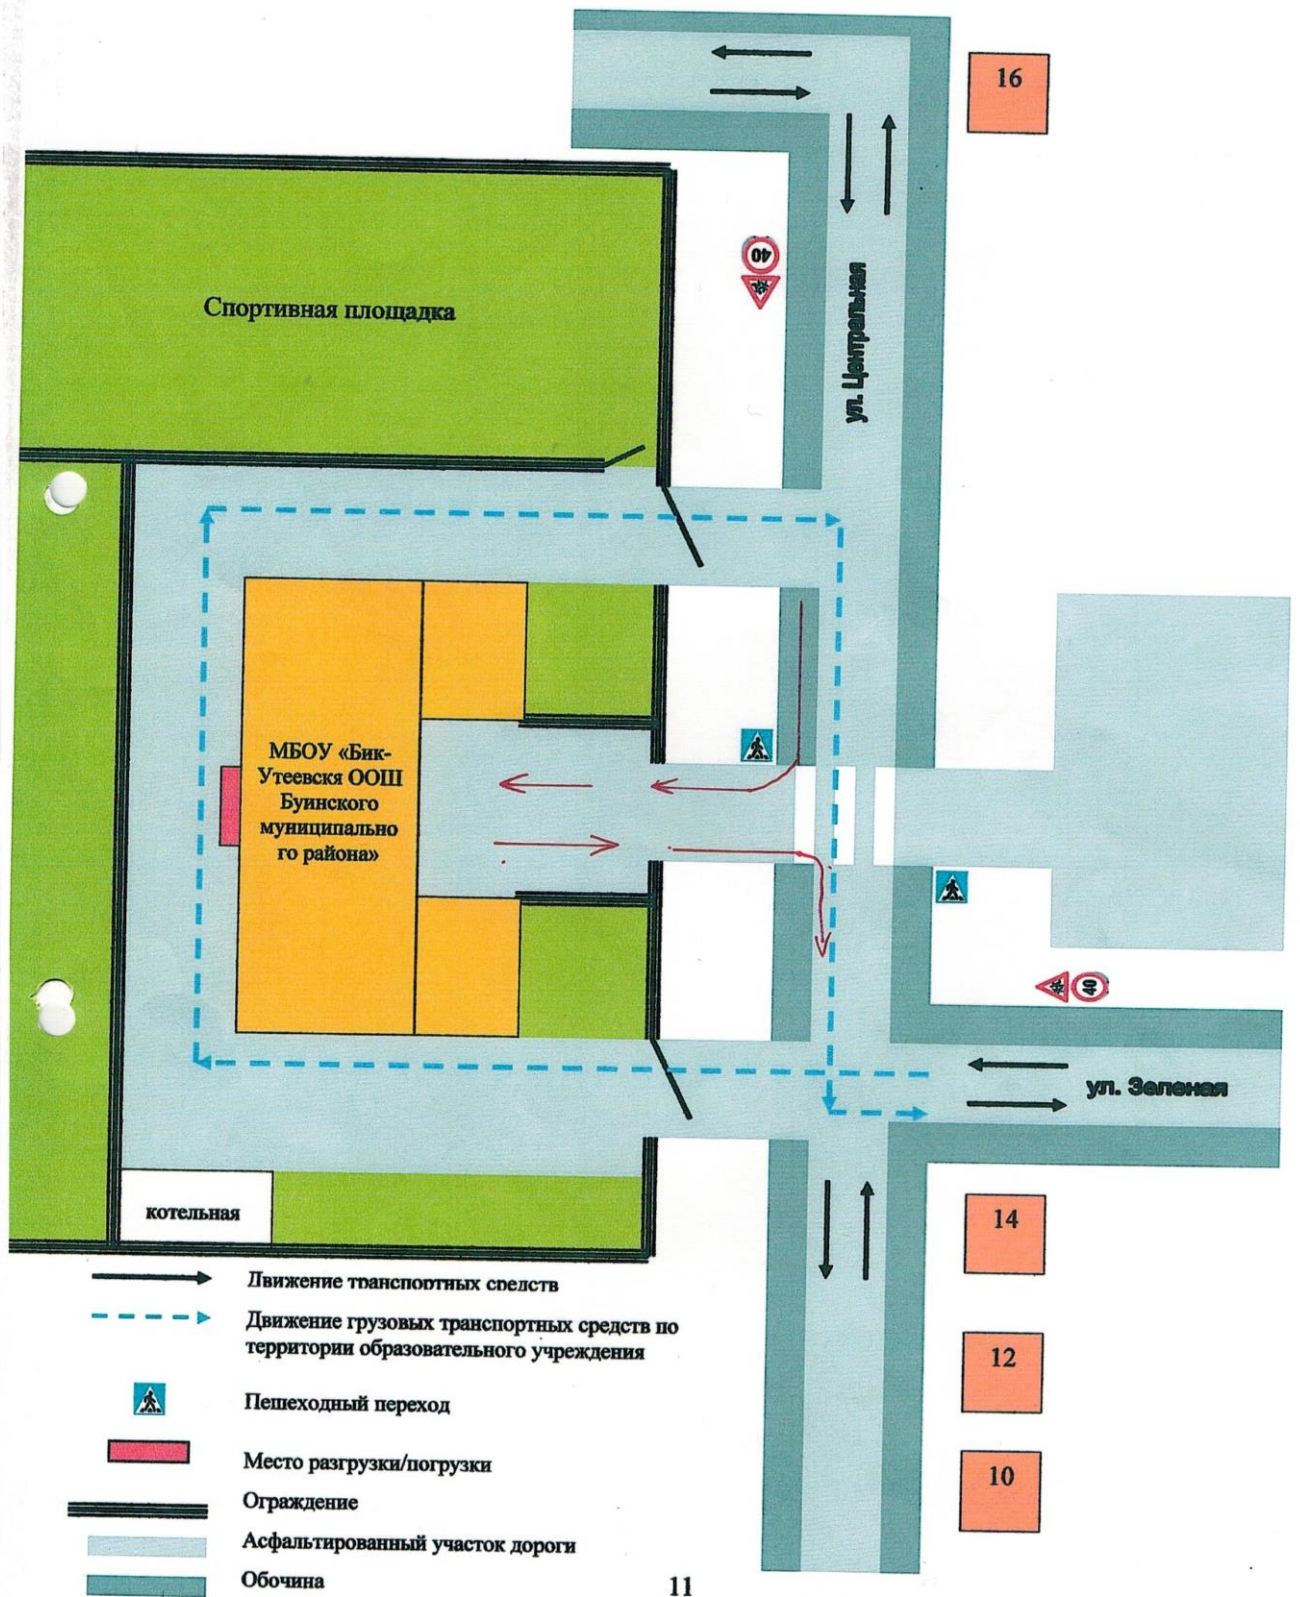 16
40
Спортивная площадка
ул. Центральная
МБОУ «Бик-
Утеевскя ООШ
Буинского
муниципально
го района»
40
ул. Зеленая
котельная
14
12
10
Движение транспортных средств
Движение грузовых транспортных средств по
территории образовательного учреждения
Пешеходный переход
Место разгрузки/погрузки
Ограждение
Асфальтированный участок дороги
Обочина
11